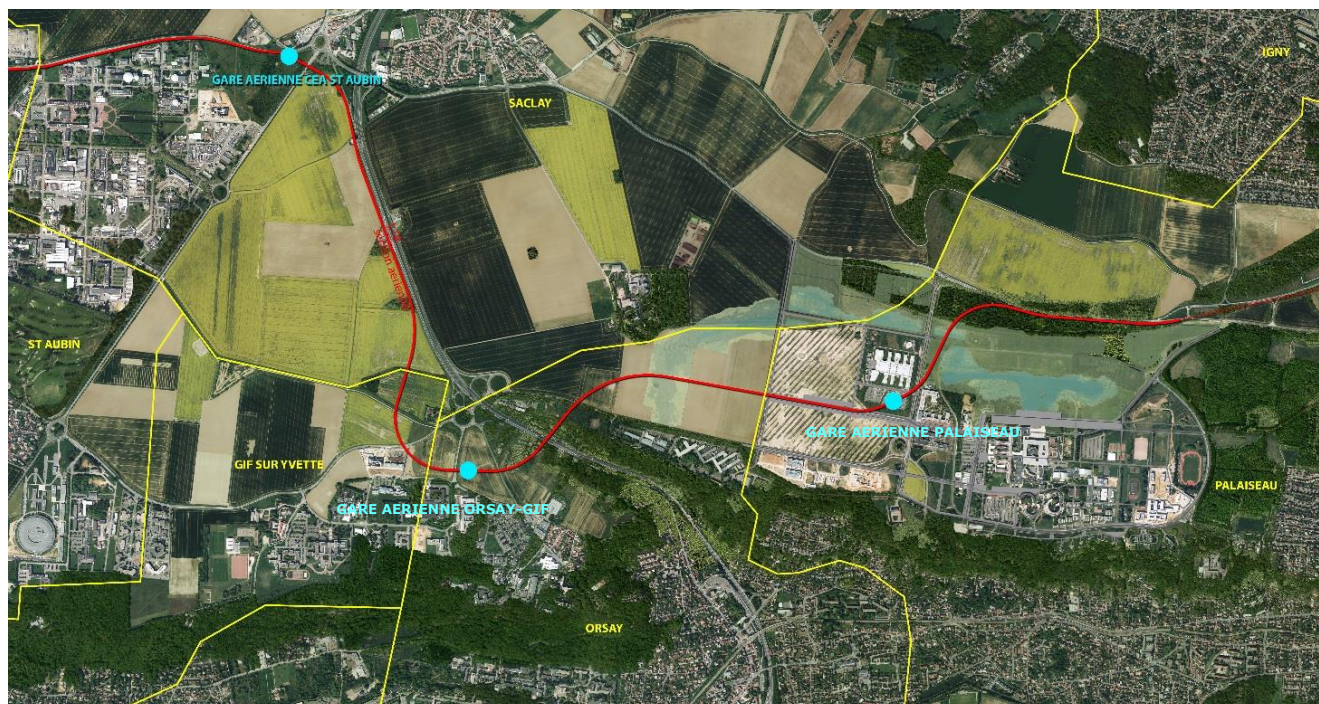 IGNY
GARE AERIENNE CEA ST AUBIN
SACLAY
ST AUBIN
GARE AERIENNE PALAISEAU
GIF SUR YVETTE
PALAISEAU
GARE AERIENNE ORSAY-GIF
ORSAY